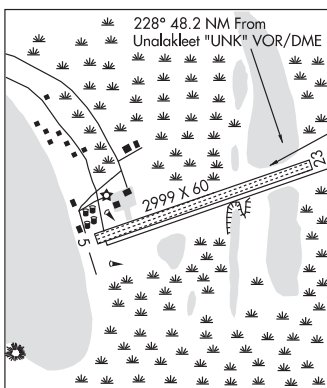 228° 48.2 NM From
Unalakleet "UNK" VOR/DME
23
2999 X 60
5